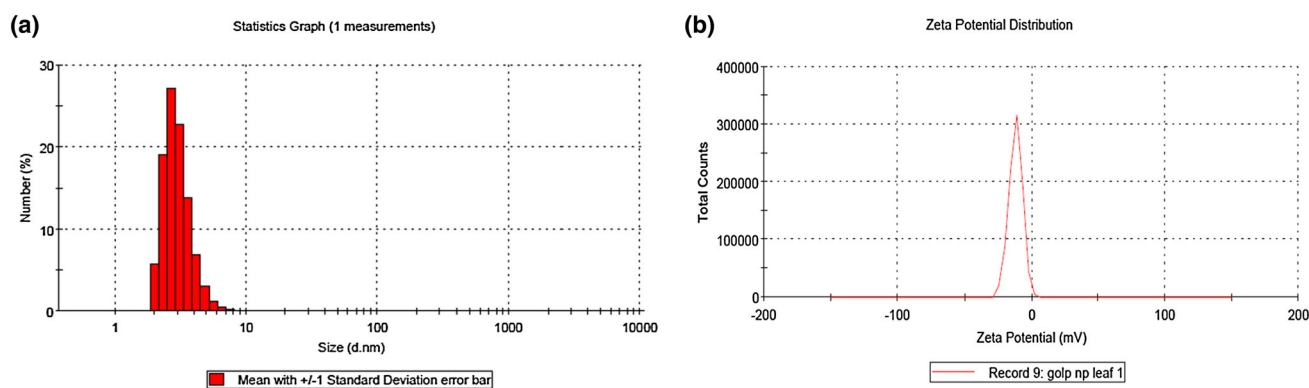 (a)
Statistics Graph (1 measurements)
Number (%)
30
20
10
0
1
10
100
1000
10000
Size (d.nm)
Mean with +/-1 Standard Deviation error bar
(b)
Zeta Potential Distribution
Total Counts
400000
300000
200000
100000
0
-200
-100
0
100
200
Zeta Potential (mV)
Record 9: golp np leaf 1